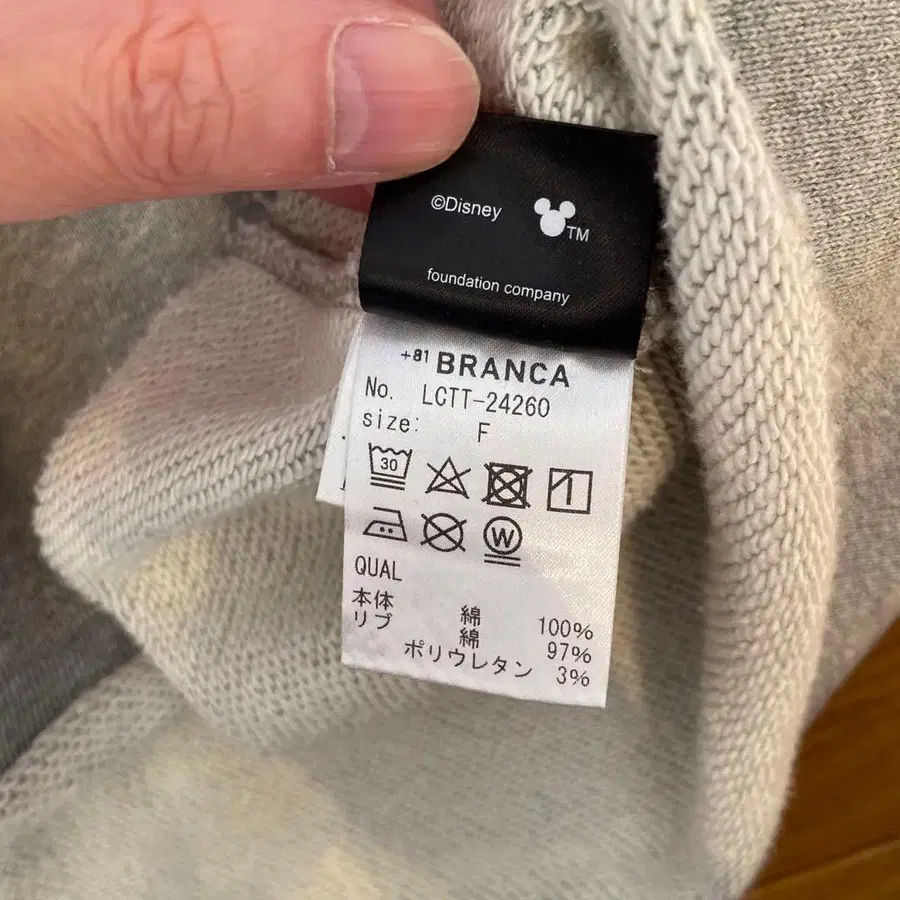 ©Disney TM
foundation company
+81 BRANCA
No. LCTT-24260
size: F
30
W
QUAL
本体 綿 100%
リブ 綿 97%
ポリウレタン 3%